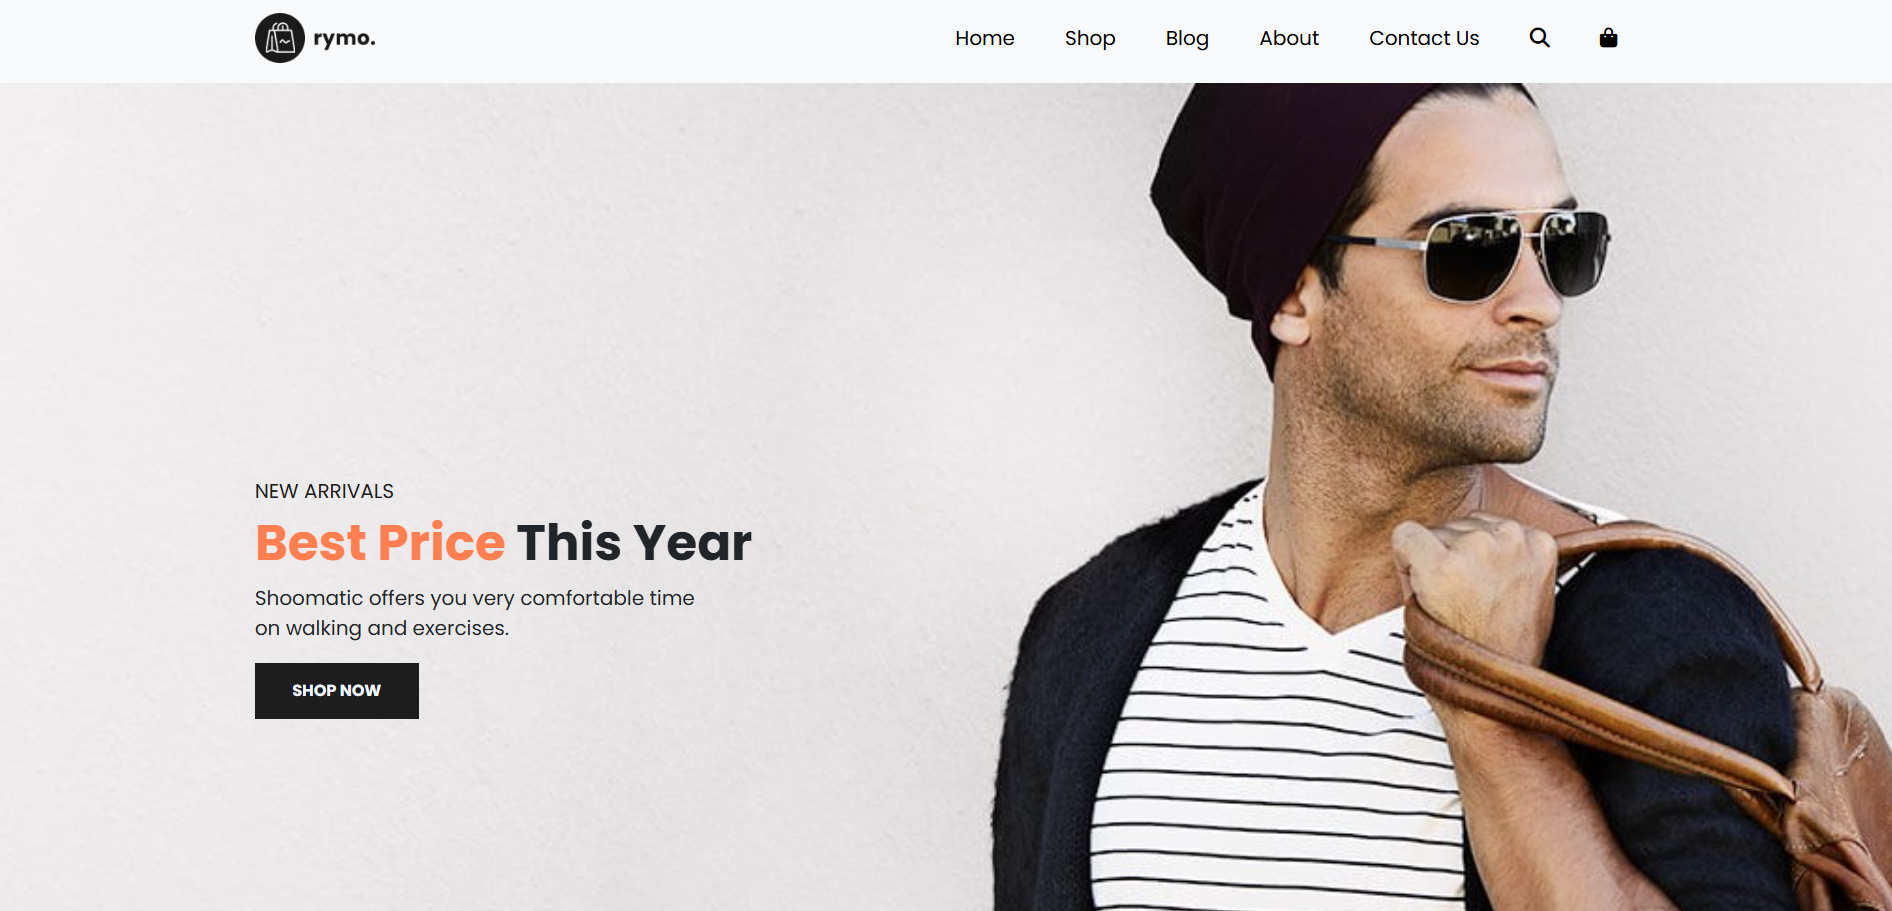 rymo.
Home Shop Blog About Contact Us
NEW ARRIVALS
Best Price This Year
Shoomatic offers you very comfortable time
on walking and exercises.
SHOP NOW